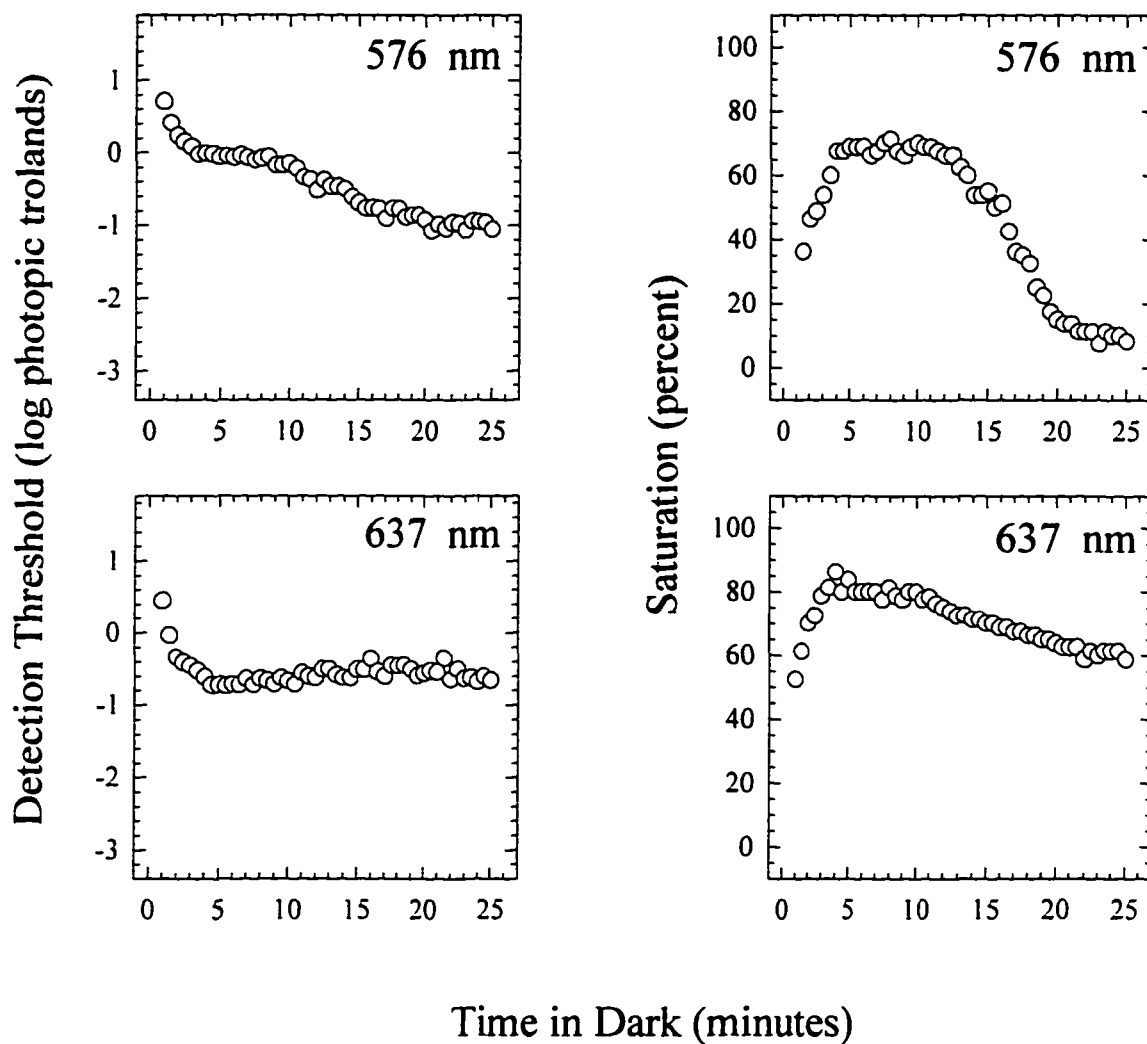 Detection Threshold (log photopic trolands)
576 nm
1
0
-1
-2
-3
0 5 10 15 20 25
637 nm
1
0
-1
-2
-3
0 5 10 15 20 25
Saturation (percent)
576 nm
100
80
60
40
20
0
0 5 10 15 20 25
637 nm
100
80
60
40
20
0
0 5 10 15 20 25
Time in Dark (minutes)